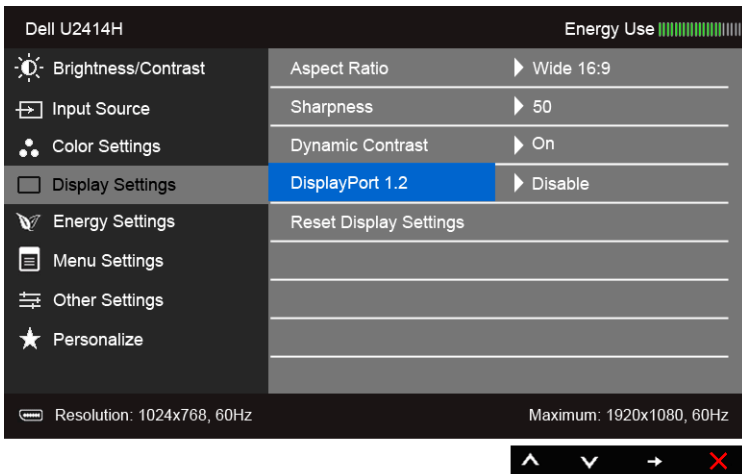 Dell U2414H Energy Use
Brightness/Contrast Aspect Ratio Wide 16:9
Input Source Sharpness 50
Color Settings Dynamic Contrast On
Display Settings DisplayPort 1.2 Disable
Energy Settings Reset Display Settings
Menu Settings
Other Settings
Personalize
Resolution: 1024x768, 60Hz Maximum: 1920x1080, 60Hz